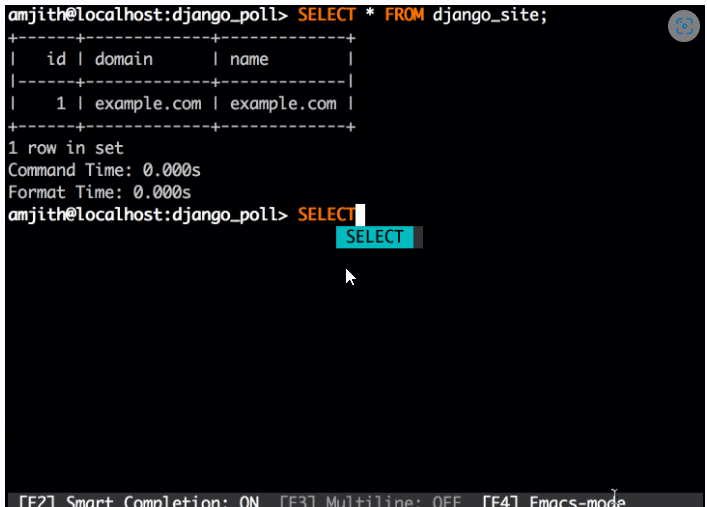 amjith@localhost:django_poll> SELECT * FROM django_site;
+------+-------------+-------------+
|   id | domain      | name        |
|------+-------------+-------------|
|    1 | example.com | example.com |
+------+-------------+-------------+
1 row in set
Command Time: 0.000s
Format Time: 0.000s
amjith@localhost:django_poll> SELECT
SELECT
[F2] Smart Completion: ON  [F3] Multiline: OFF  [F4] Emacs-mode